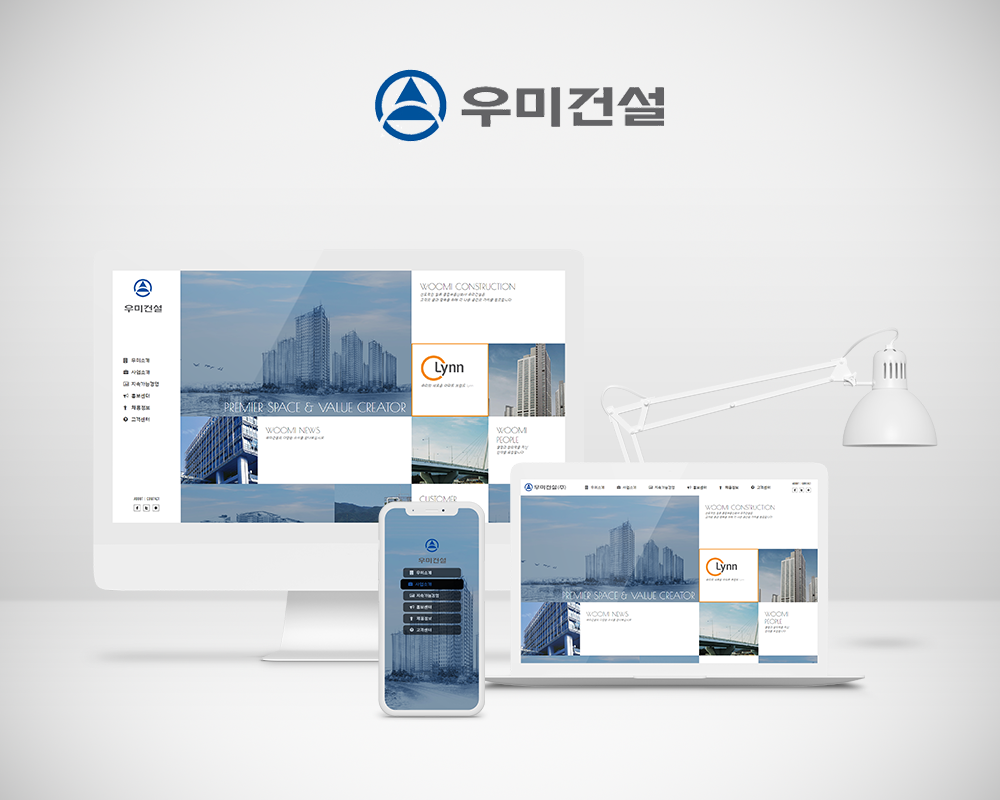 우미건설
우미건설
우미소개
사업소개
지속가능경영
홍보센터
채용정보
고객센터
WOOMI CONSTRUCTION
Lynn
PREMIER SPACE & VALUE CREATOR
WOOMI NEWS
WOOMI
PEOPLE
CUSTOMER
우미건설
우미소개
사업소개
지속가능경영
홍보센터
채용정보
고객센터
우미건설(주)
우미소개
사업소개
지속가능경영
홍보센터
채용정보
고객센터
WOOMI CONSTRUCTION
Lynn
PREMIER SPACE & VALUE CREATOR
WOOMI NEWS
WOOMI
PEOPLE